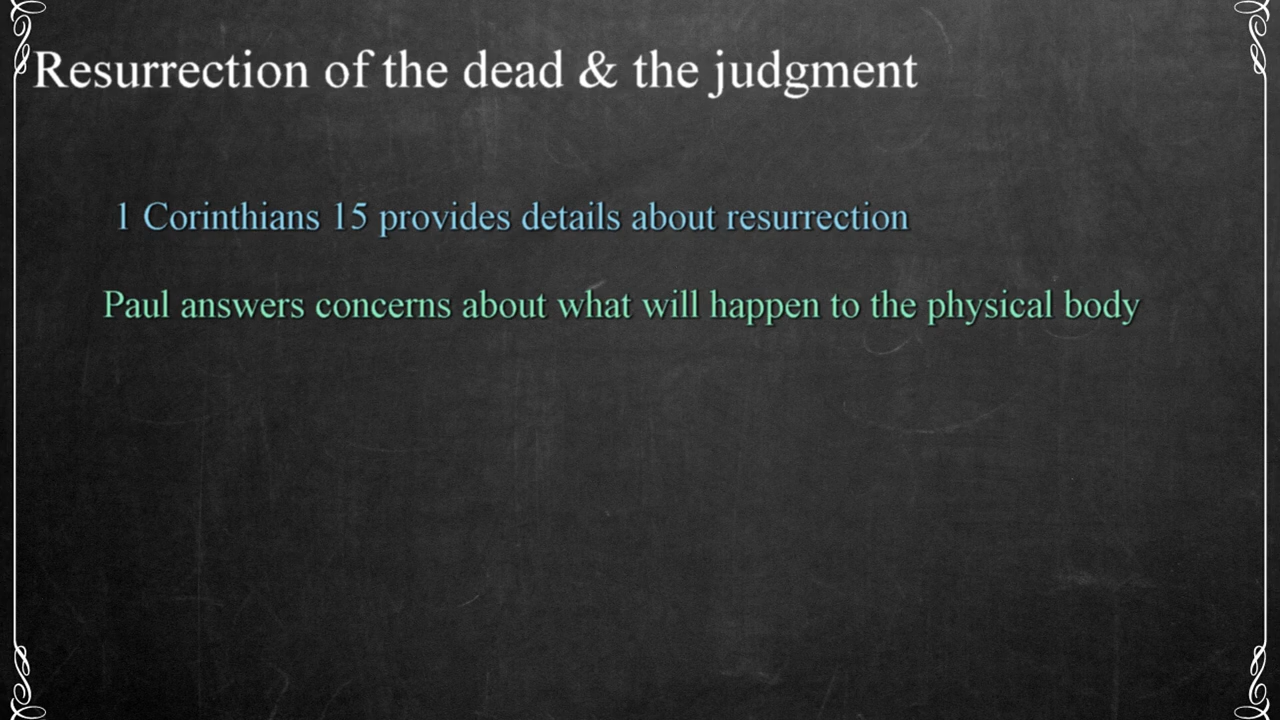 Resurrection of the dead & the judgment
1 Corinthians 15 provides details about resurrection
Paul answers concerns about what will happen to the physical body